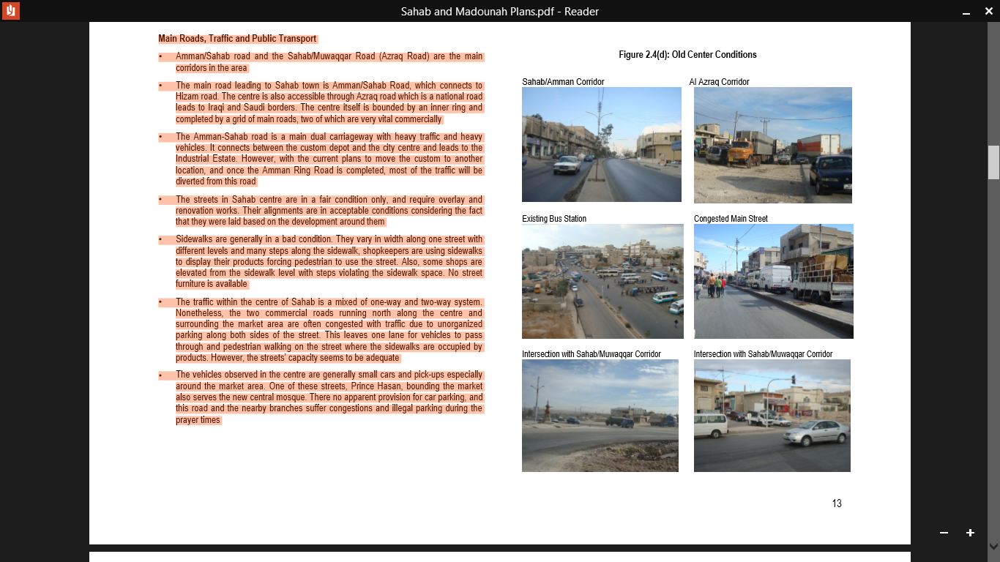 Sahab and Madounah Plans.pdf - Reader
Main Roads, Traffic and Public Transport
• Amman/Sahab road and the Sahab/Muwaqqar Road (Azraq Road) are the main
corridors in the area
• The main road leading to Sahab town is Amman/Sahab Road, which connects to
Hizam road. The centre is also accessible through Azraq road which is a national road
leads to Iraqi and Saudi borders. The centre itself is bounded by an inner ring and
completed by a grid of main roads, two of which are very vital commercially
• The Amman-Sahab road is a main dual carriageway with heavy traffic and heavy
vehicles. It connects between the custom depot and the city centre and leads to the
Industrial Estate. However, with the current plans to move the custom to another
location, and once the Amman Ring Road is completed, most of the traffic will be
diverted from this road
• The streets in Sahab centre are in a fair condition only, and require overlay and
renovation works. Their alignments are in acceptable conditions considering the fact
that they were laid based on the development around them
• Sidewalks are generally in a bad condition. They vary in width along one street with
different levels and many steps along the sidewalk, shopkeepers are using sidewalks
to display their products forcing pedestrian to use the street. Also, some shops are
elevated from the sidewalk level with steps violating the sidewalk space. No street
furniture is available
• The traffic within the centre of Sahab is a mixed of one-way and two-way system.
Nonetheless, the two commercial roads running north along the centre and
surrounding the market area are often congested with traffic due to unorganized
parking along both sides of the street. This leaves one lane for vehicles to pass
through and pedestrian walking on the street where the sidewalks are occupied by
products. However, the streets' capacity seems to be adequate
• The vehicles observed in the centre are generally small cars and pick-ups especially
around the market area. One of these streets, Prince Hasan, bounding the market
also serves the new central mosque. There no apparent provision for car parking, and
this road and the nearby branches suffer congestions and illegal parking during the
prayer times
Figure 2.4(d): Old Center Conditions
Sahab/Amman Corridor
Al Azraq Corridor
Existing Bus Station
Congested Main Street
Intersection with Sahab/Muwaqqar Corridor
Intersection with Sahab/Muwaqqar Corridor
13